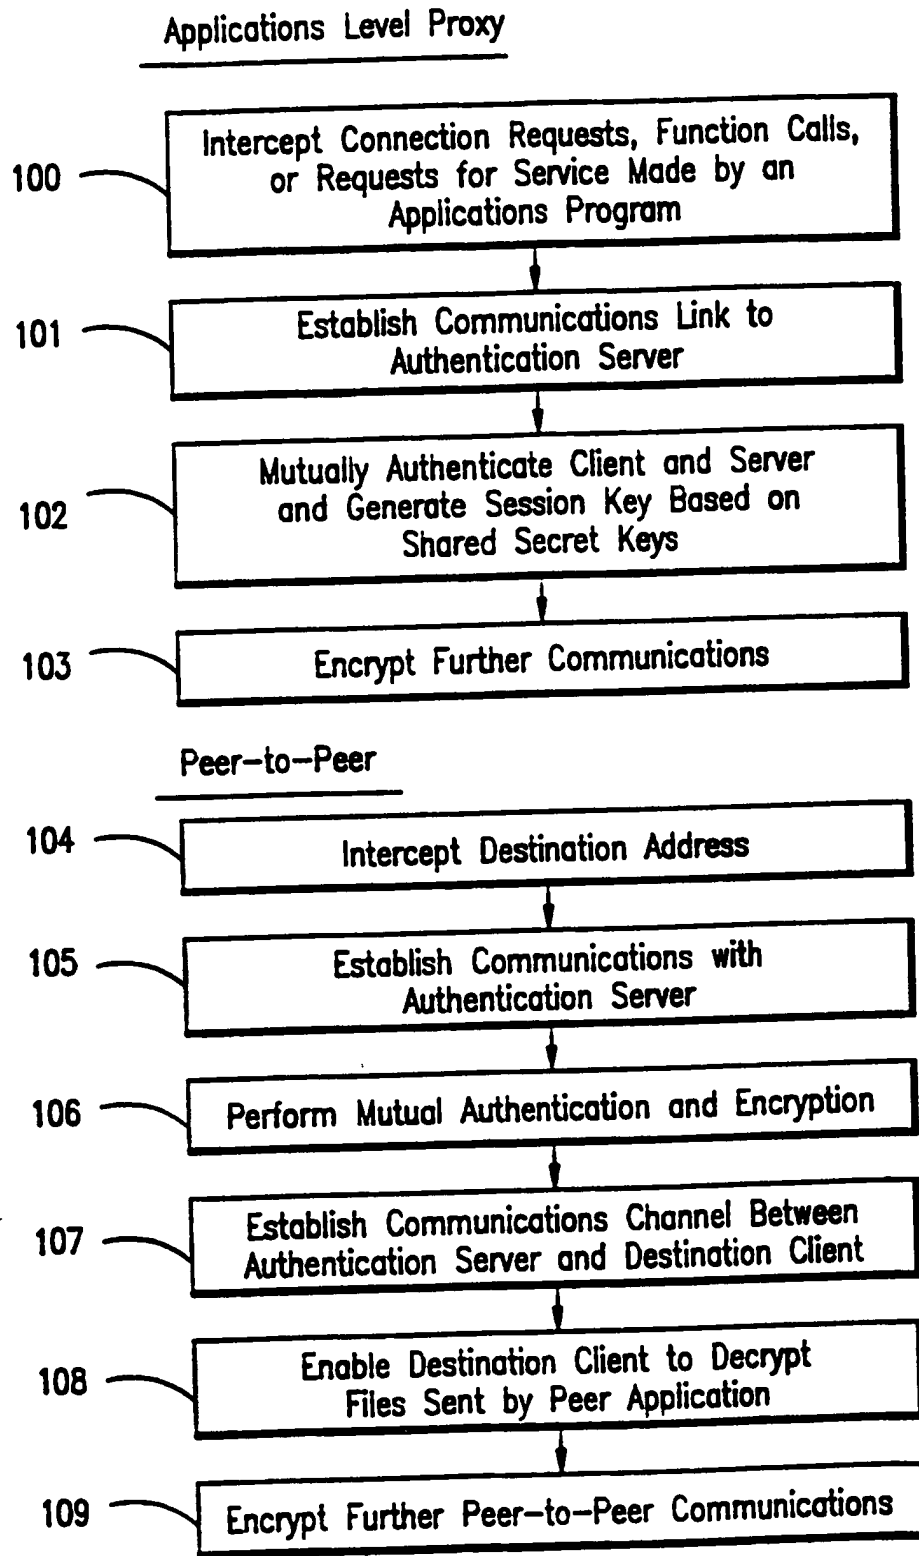 Applications Level Proxy
100
Intercept Connection Requests, Function Calls,
or Requests for Service Made by an
Applications Program
101
Establish Communications Link to
Authentication Server
102
Mutually Authenticate Client and Server
and Generate Session Key Based on
Shared Secret Keys
103
Encrypt Further Communications
Peer-to-Peer
104
Intercept Destination Address
105
Establish Communications with
Authentication Server
106
Perform Mutual Authentication and Encryption
107
Establish Communications Channel Between
Authentication Server and Destination Client
108
Enable Destination Client to Decrypt
Files Sent by Peer Application
109
Encrypt Further Peer-to-Peer Communications